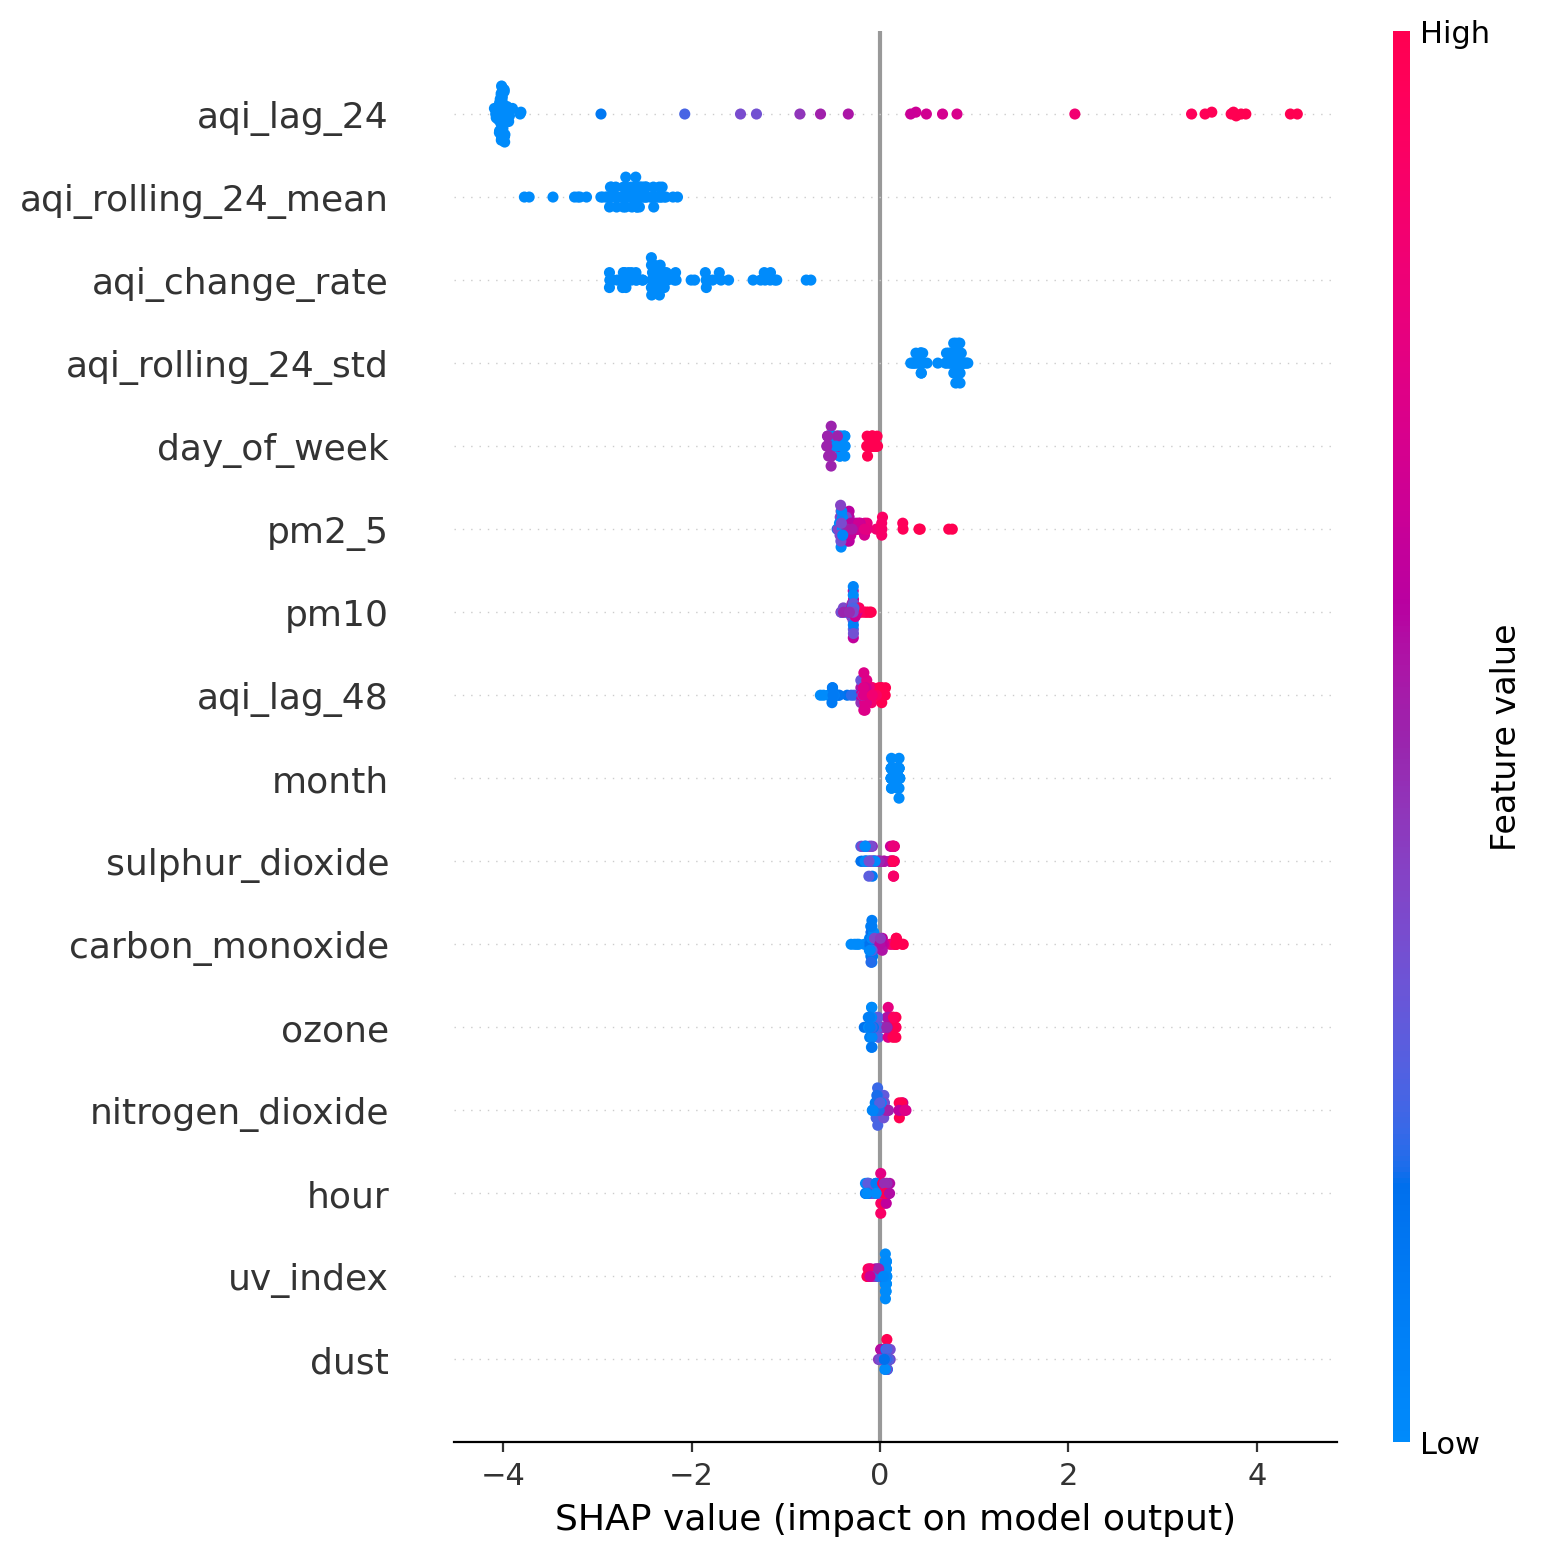 High
aqi_lag_24
aqi_rolling_24_mean
aqi_change_rate
aqi_rolling_24_std
day_of_week
pm2_5
pm10
aqi_lag_48
month
sulphur_dioxide
carbon_monoxide
ozone
nitrogen_dioxide
hour
uv_index
dust
Feature value
Low
−4 −2 0 2 4
SHAP value (impact on model output)